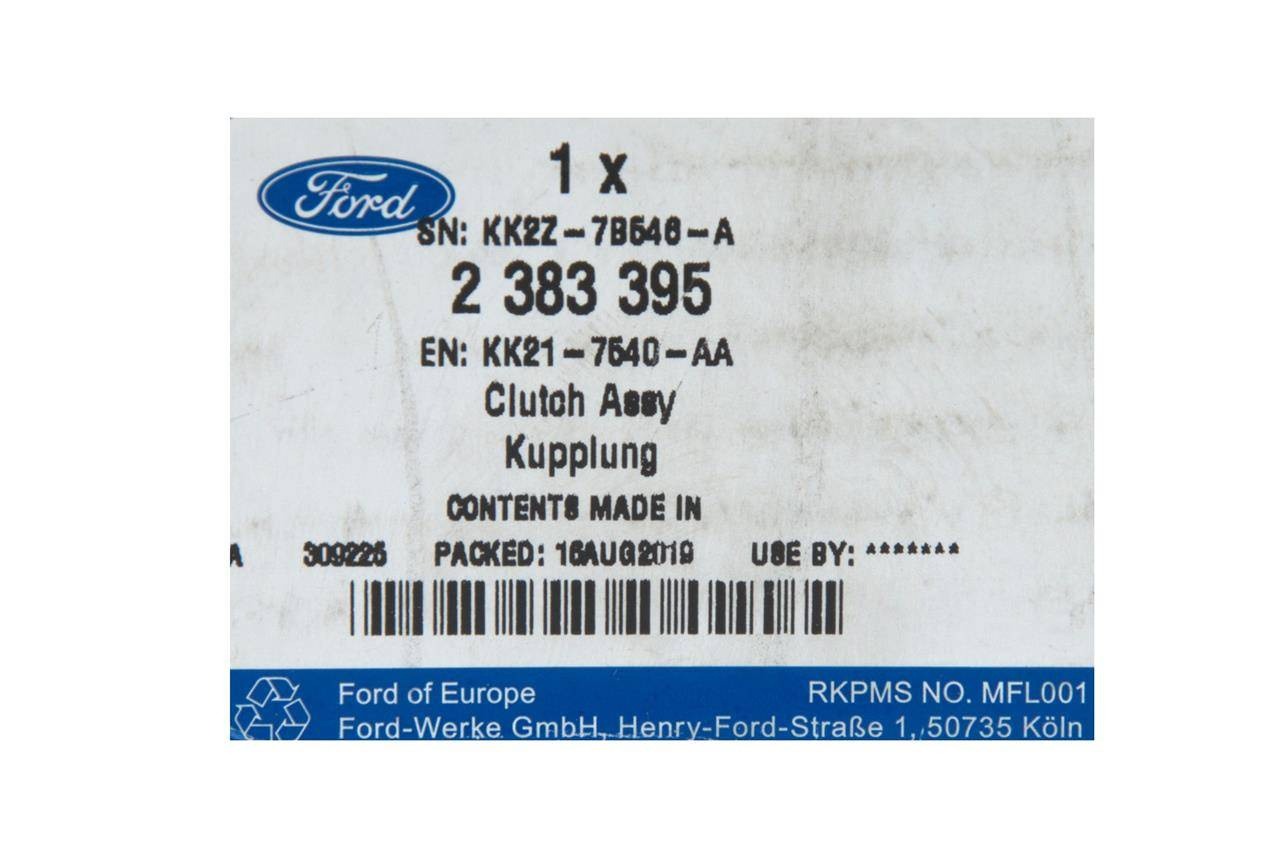 Ford
1 x
SN: KK2Z-7B546-A
2 383 395
EN: KK21-7540-AA
Clutch Assy
Kupplung
CONTENTS MADE IN
A 309225 PACKED: 16AUG2019 USE BY: *******
Ford of Europe RKPMS NO. MFL001
Ford-Werke GmbH, Henry-Ford-Straße 1, 50735 Köln